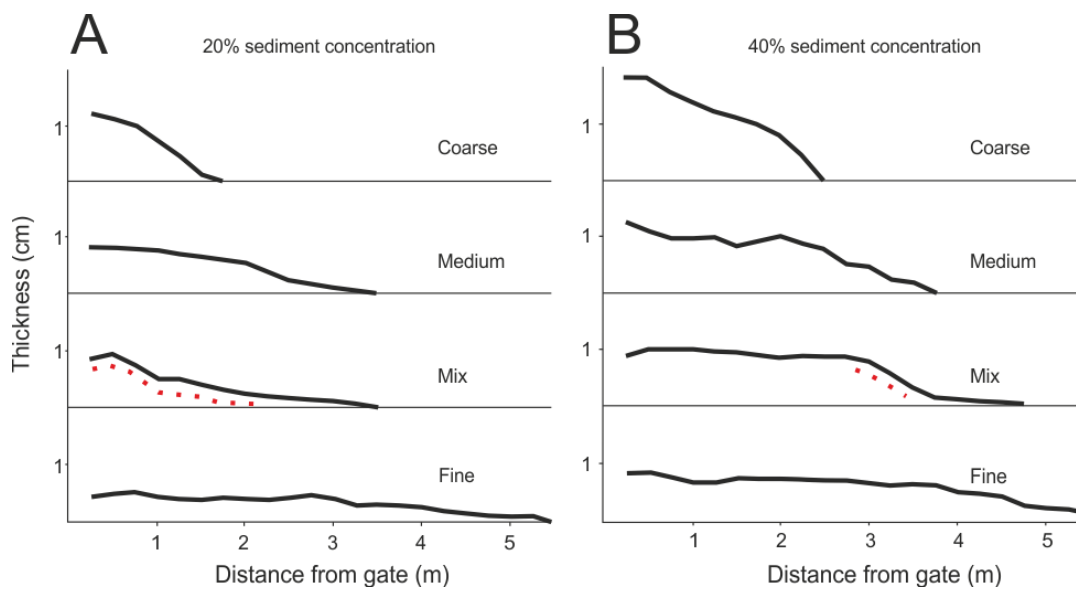 A
20% sediment concentration
1
Coarse
1
Medium
1
Mix
1
Fine
Thickness (cm)
1 2 3 4 5
Distance from gate (m)
B
40% sediment concentration
1
Coarse
1
Medium
1
Mix
1
Fine
1 2 3 4 5
Distance from gate (m)